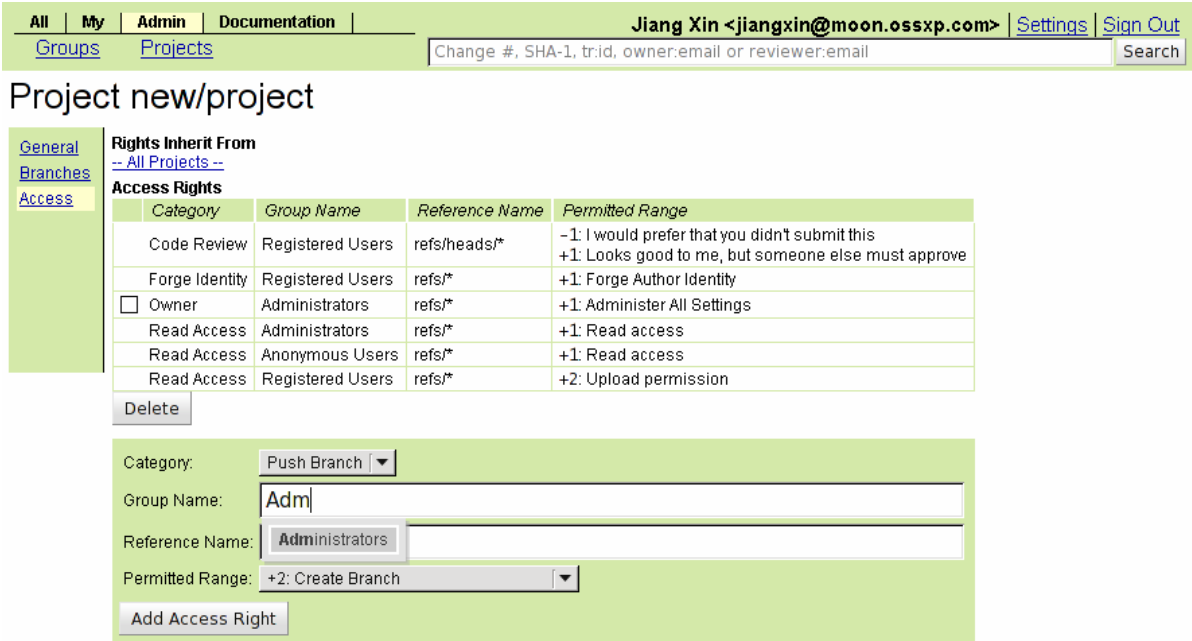 All My Admin Documentation Jiang Xin <jiangxin@moon.ossxp.com> Settings Sign Out
Groups Projects Change #, SHA-1, tr:id, owner:email or reviewer:email Search
Project new/project
General
Branches
Access
Rights Inherit From
-- All Projects --
Access Rights
Category Group Name Reference Name Permitted Range
Code Review Registered Users refs/heads/* -1: I would prefer that you didn't submit this
+1: Looks good to me, but someone else must approve
Forge Identity Registered Users refs/* +1: Forge Author Identity
Owner Administrators refs/* +1: Administer All Settings
Read Access Administrators refs/* +1: Read access
Read Access Anonymous Users refs/* +1: Read access
Read Access Registered Users refs/* +2: Upload permission
Delete
Category: Push Branch
Group Name: Adm
Reference Name: Administrators
Permitted Range: +2: Create Branch
Add Access Right